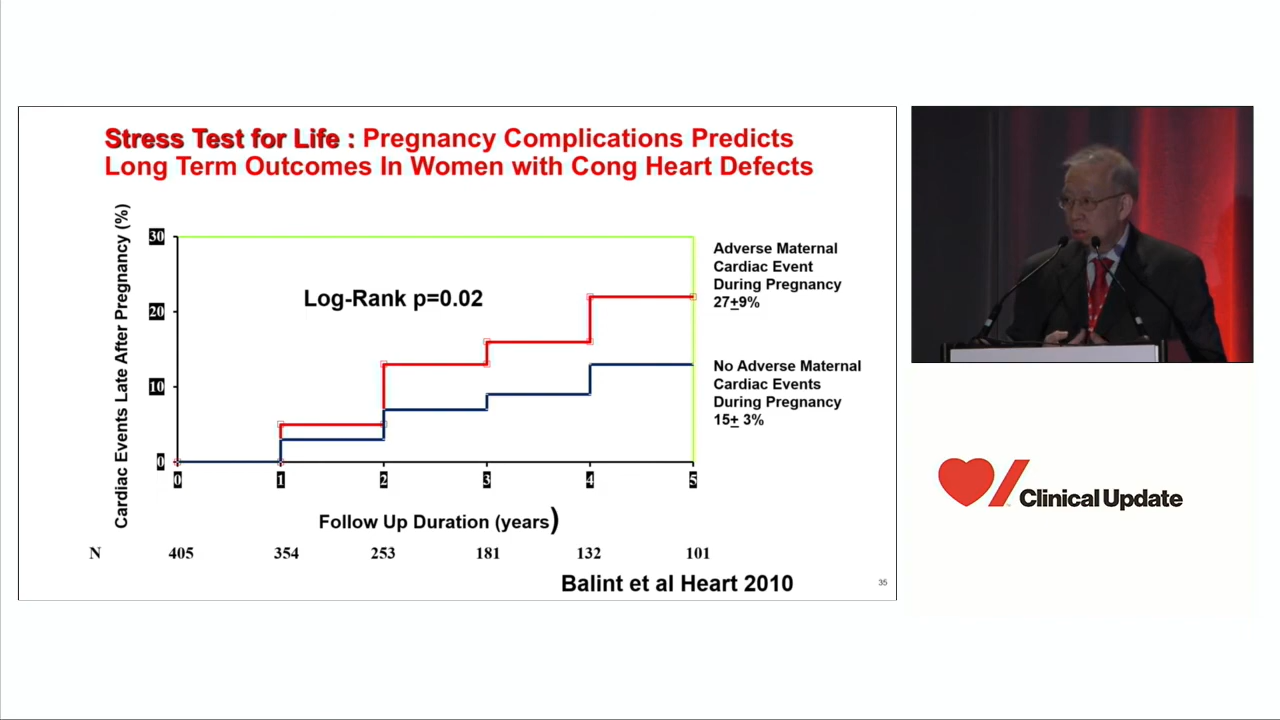 Stress Test for Life : Pregnancy Complications Predicts
Long Term Outcomes In Women with Cong Heart Defects
Cardiac Events Late After Pregnancy (%)
30
20
10
0
Log-Rank p=0.02
Adverse Maternal
Cardiac Event
During Pregnancy
27±9%
No Adverse Maternal
Cardiac Events
During Pregnancy
15± 3%
0 1 2 3 4 5
Follow Up Duration (years)
N 405 354 253 181 132 101
Balint et al Heart 2010
35
Clinical Update